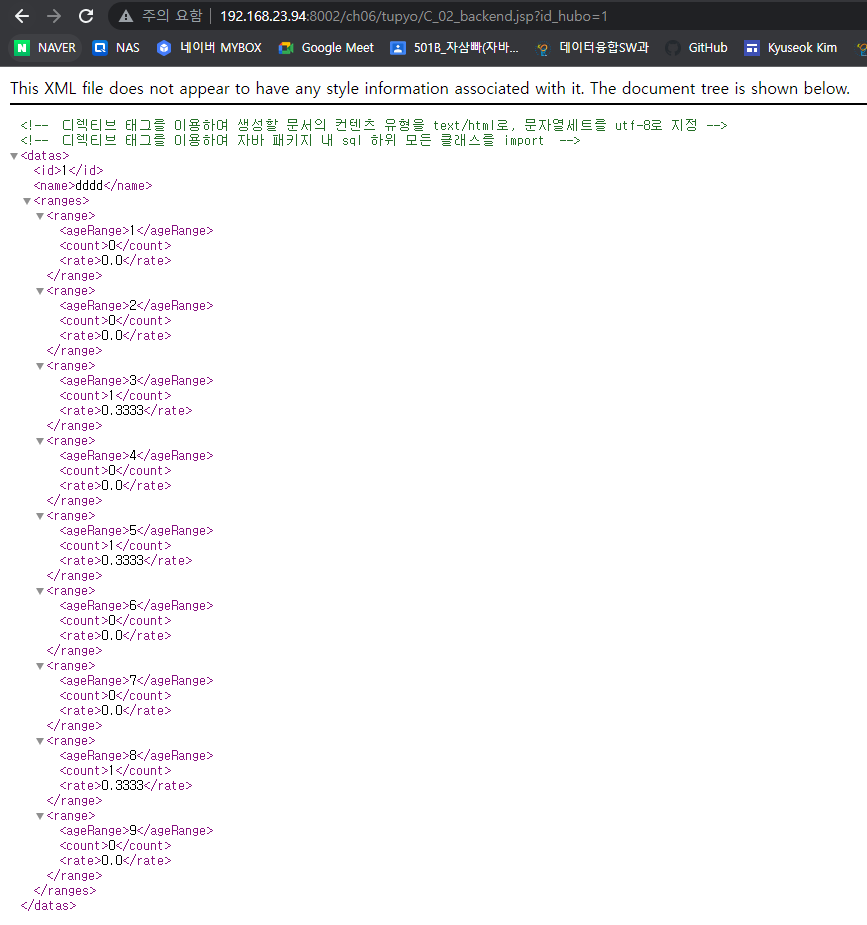 주의 요함 192.168.23.94:8002/ch06/tupyo/C_02_backend.jsp?id_hubo=1
NAVER NAS 네이버 MYBOX Google Meet 501B_자삼빠(자바... 데이터융합SW과 GitHub Kyuseok Kim
This XML file does not appear to have any style information associated with it. The document tree is shown below.
<!-- 디렉티브 태그를 이용하여 생성할 문서의 컨텐츠 유형을 text/html로, 문자열세트를 utf-8로 지정 -->
<!-- 디렉티브 태그를 이용하여 자바 패키지 내 sql 하위 모든 클래스를 import -->
▼<datas>
<id>1</id>
<name>dddd</name>
▼<ranges>
▼<range>
<ageRange>1</ageRange>
<count>0</count>
<rate>0.0</rate>
</range>
▼<range>
<ageRange>2</ageRange>
<count>0</count>
<rate>0.0</rate>
</range>
▼<range>
<ageRange>3</ageRange>
<count>1</count>
<rate>0.3333</rate>
</range>
▼<range>
<ageRange>4</ageRange>
<count>0</count>
<rate>0.0</rate>
</range>
▼<range>
<ageRange>5</ageRange>
<count>1</count>
<rate>0.3333</rate>
</range>
▼<range>
<ageRange>6</ageRange>
<count>0</count>
<rate>0.0</rate>
</range>
▼<range>
<ageRange>7</ageRange>
<count>0</count>
<rate>0.0</rate>
</range>
▼<range>
<ageRange>8</ageRange>
<count>1</count>
<rate>0.3333</rate>
</range>
▼<range>
<ageRange>9</ageRange>
<count>0</count>
<rate>0.0</rate>
</range>
</ranges>
</datas>